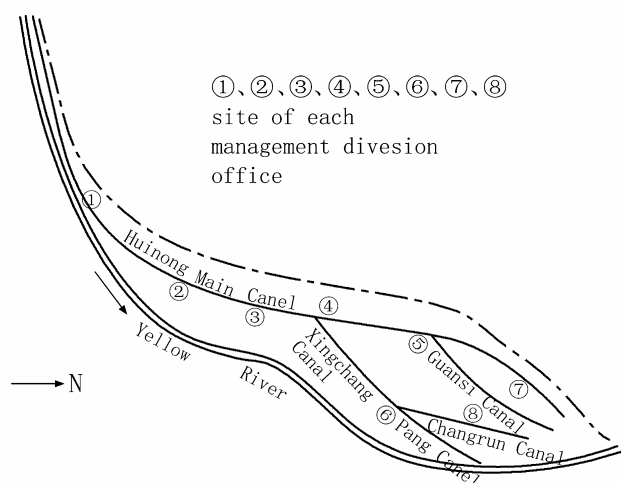 ①、②、③、④、⑤、⑥、⑦、⑧
site of each
management divesion
office
①
Huinong Main Canel
②
③
④
Yellow
River
N
Xingchang
Canal
⑤
Guansi Canal
⑦
⑧
Changrun Canal
⑥
Pang Canel